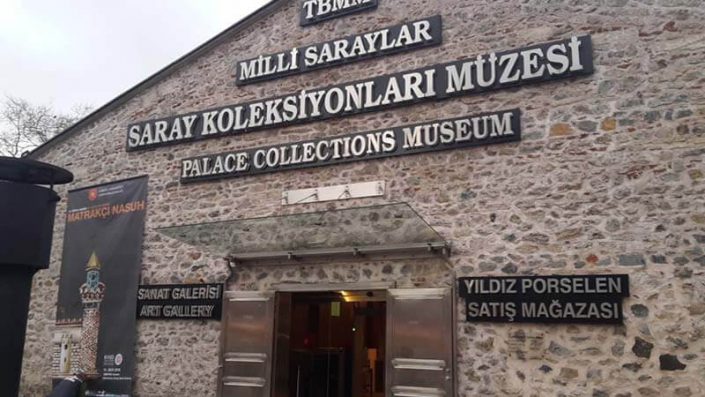 TBMM
MİLLİ SARAYLAR
SARAY KOLEKSİYONLARI MÜZESİ
PALACE COLLECTIONS MUSEUM
MATRAKÇI NASUH
SANAT GALERİSİ
ART GALLERY
YILDIZ PORSELEN
SATIŞ MAĞAZASI